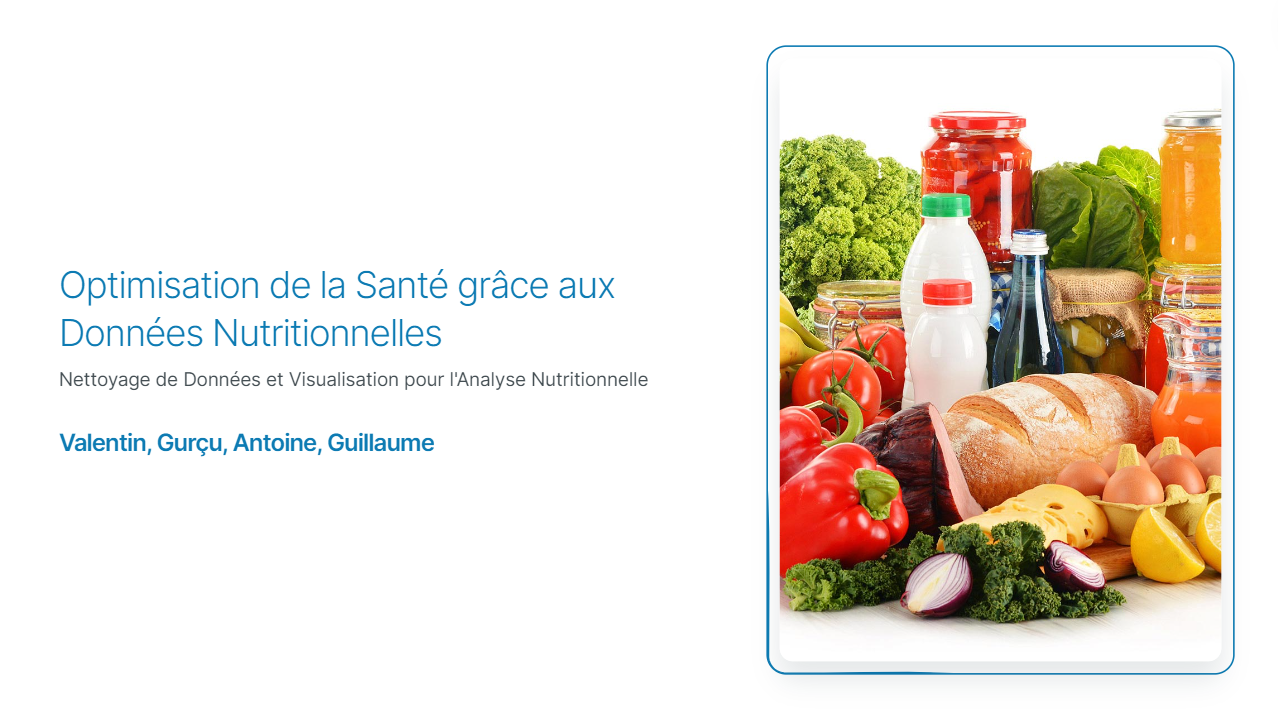 Optimisation de la Santé grâce aux
Données Nutritionnelles
Nettoyage de Données et Visualisation pour l'Analyse Nutritionnelle
Valentin, Gurçu, Antoine, Guillaume